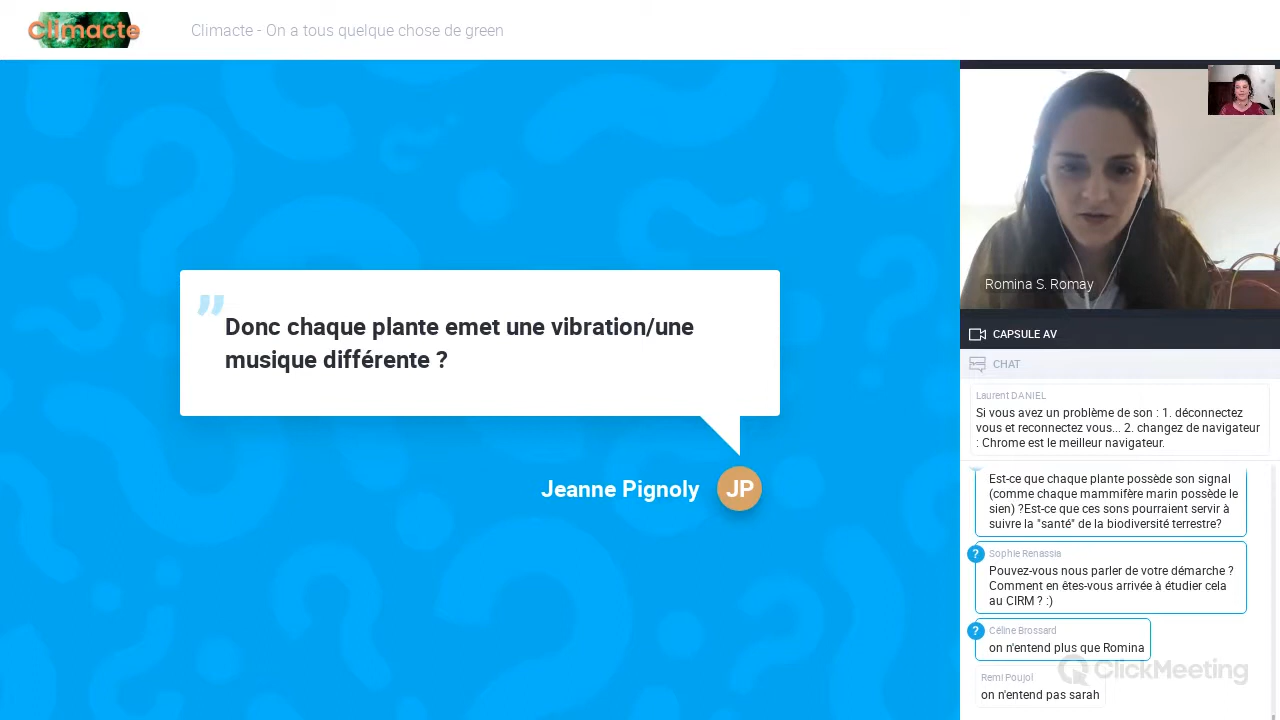 Climacte
Climacte - On a tous quelque chose de green
”
Donc chaque plante emet une vibration/une
musique différente ?
Jeanne Pignoly
JP
Romina S. Romay
CAPSULE AV
CHAT
Laurent DANIEL
Si vous avez un problème de son : 1. déconnectez
vous et reconnectez vous... 2. changez de navigateur
: Chrome est le meilleur navigateur.
Est-ce que chaque plante possède son signal
(comme chaque mammifère marin possède le
sien) ?Est-ce que ces sons pourraient servir à
suivre la "santé" de la biodiversité terrestre?
?
Sophie Renassia
Pouvez-vous nous parler de votre démarche ?
Comment en êtes-vous arrivée à étudier cela
au CIRM ? :)
?
Céline Brossard
on n'entend plus que Romina
ClickMeeting
Remi Poujol
on n'entend pas sarah